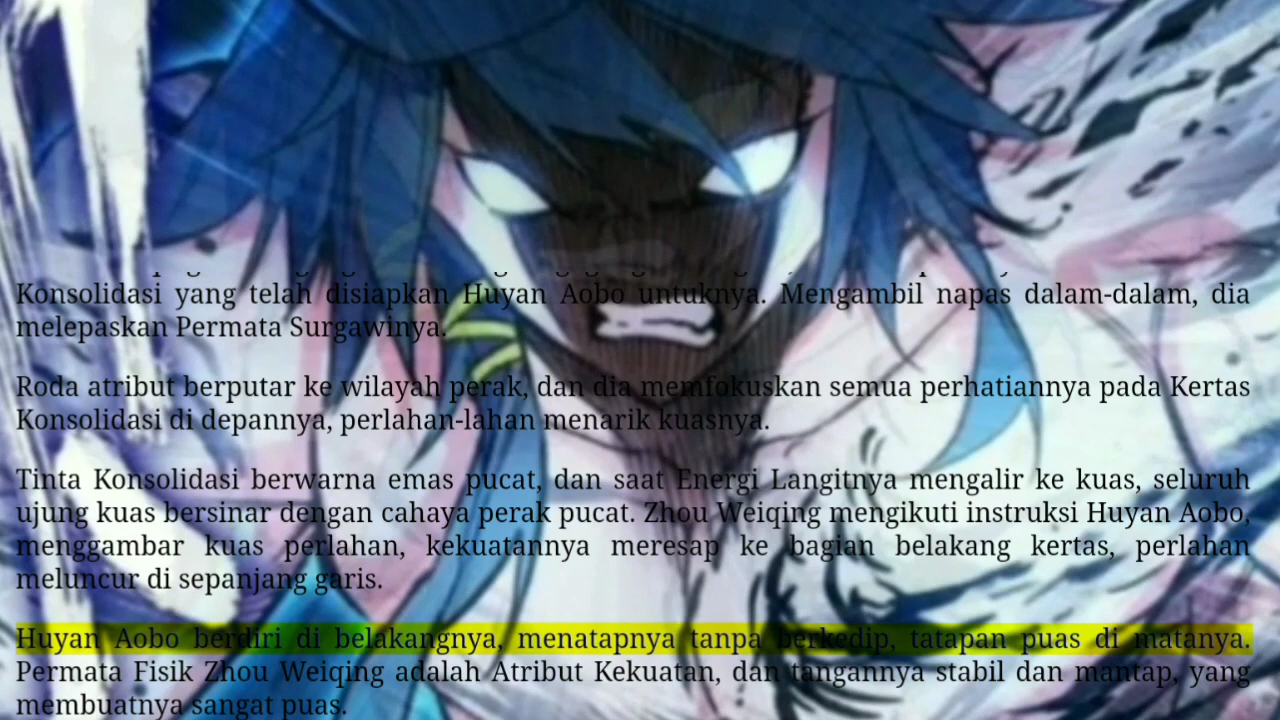 Konsolidasi yang telah disiapkan Huyan Aobo untuknya. Mengambil napas dalam-dalam, dia
melepaskan Permata Surgawinya.
Roda atribut berputar ke wilayah perak, dan dia memfokuskan semua perhatiannya pada Kertas
Konsolidasi di depannya, perlahan-lahan menarik kuasnya.
Tinta Konsolidasi berwarna emas pucat, dan saat Energi Langitnya mengalir ke kuas, seluruh
ujung kuas bersinar dengan cahaya perak pucat. Zhou Weiqing mengikuti instruksi Huyan Aobo,
menggambar kuas perlahan, kekuatannya meresap ke bagian belakang kertas, perlahan
meluncur di sepanjang garis.
Huyan Aobo berdiri di belakangnya, menatapnya tanpa berkedip, tatapan puas di matanya.
Permata Fisik Zhou Weiqing adalah Atribut Kekuatan, dan tangannya stabil dan mantap, yang
membuatnya sangat puas.